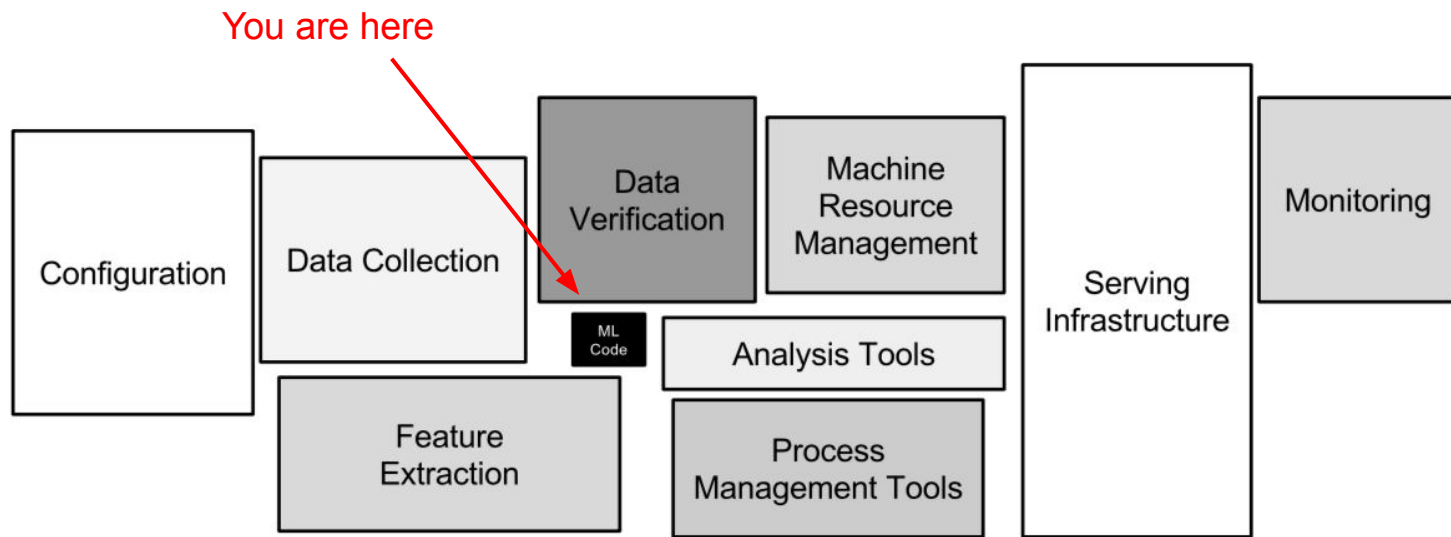 You are here
Configuration
Data Collection
Data
Verification
Machine
Resource
Management
Serving
Infrastructure
Monitoring
ML
Code
Analysis Tools
Feature
Extraction
Process
Management Tools